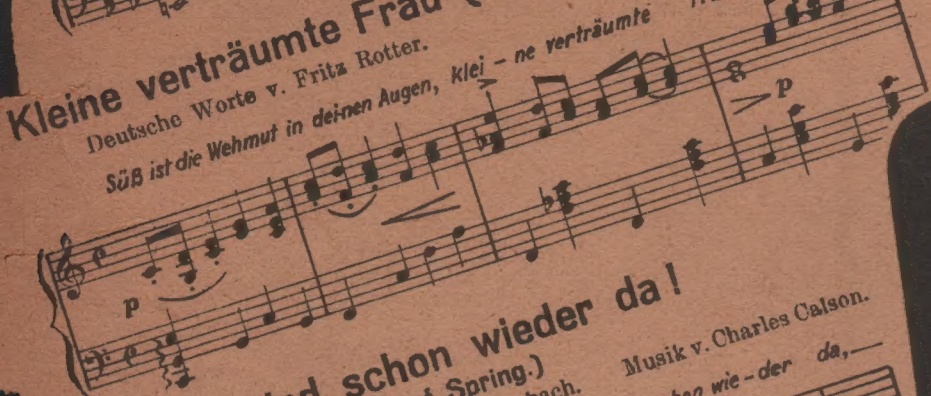 Kleine verträumte Frau (
Deutsche Worte v. Fritz Rotter.
Süß ist die Wehmut in deinen Augen, klei - ne verträumte
p
p
schon wieder da!
Spring.)
Musik v. Charles Calson.
wie-der da,